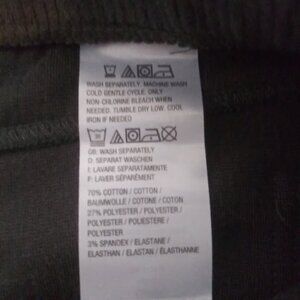 WASH SEPARATELY. MACHINE WASH
COLD GENTLE CYCLE. ONLY
NON-CHLORINE BLEACH WHEN
NEEDED. TUMBLE DRY LOW. COOL
IRON IF NEEDED
GB: WASH SEPARATELY
D: SEPARAT WASCHEN
I: LAVARE SEPARATAMENTE
F: LAVER SÉPARÉMENT
70% COTTON / COTTON /
BAUMWOLLE / COTONE / COTON
27% POLYESTER / POLYESTER /
POLYESTER / POLIESTERE /
POLYESTER
3% SPANDEX / ELASTANE /
ELASTHAN / ELASTAN / ÉLASTHANNE